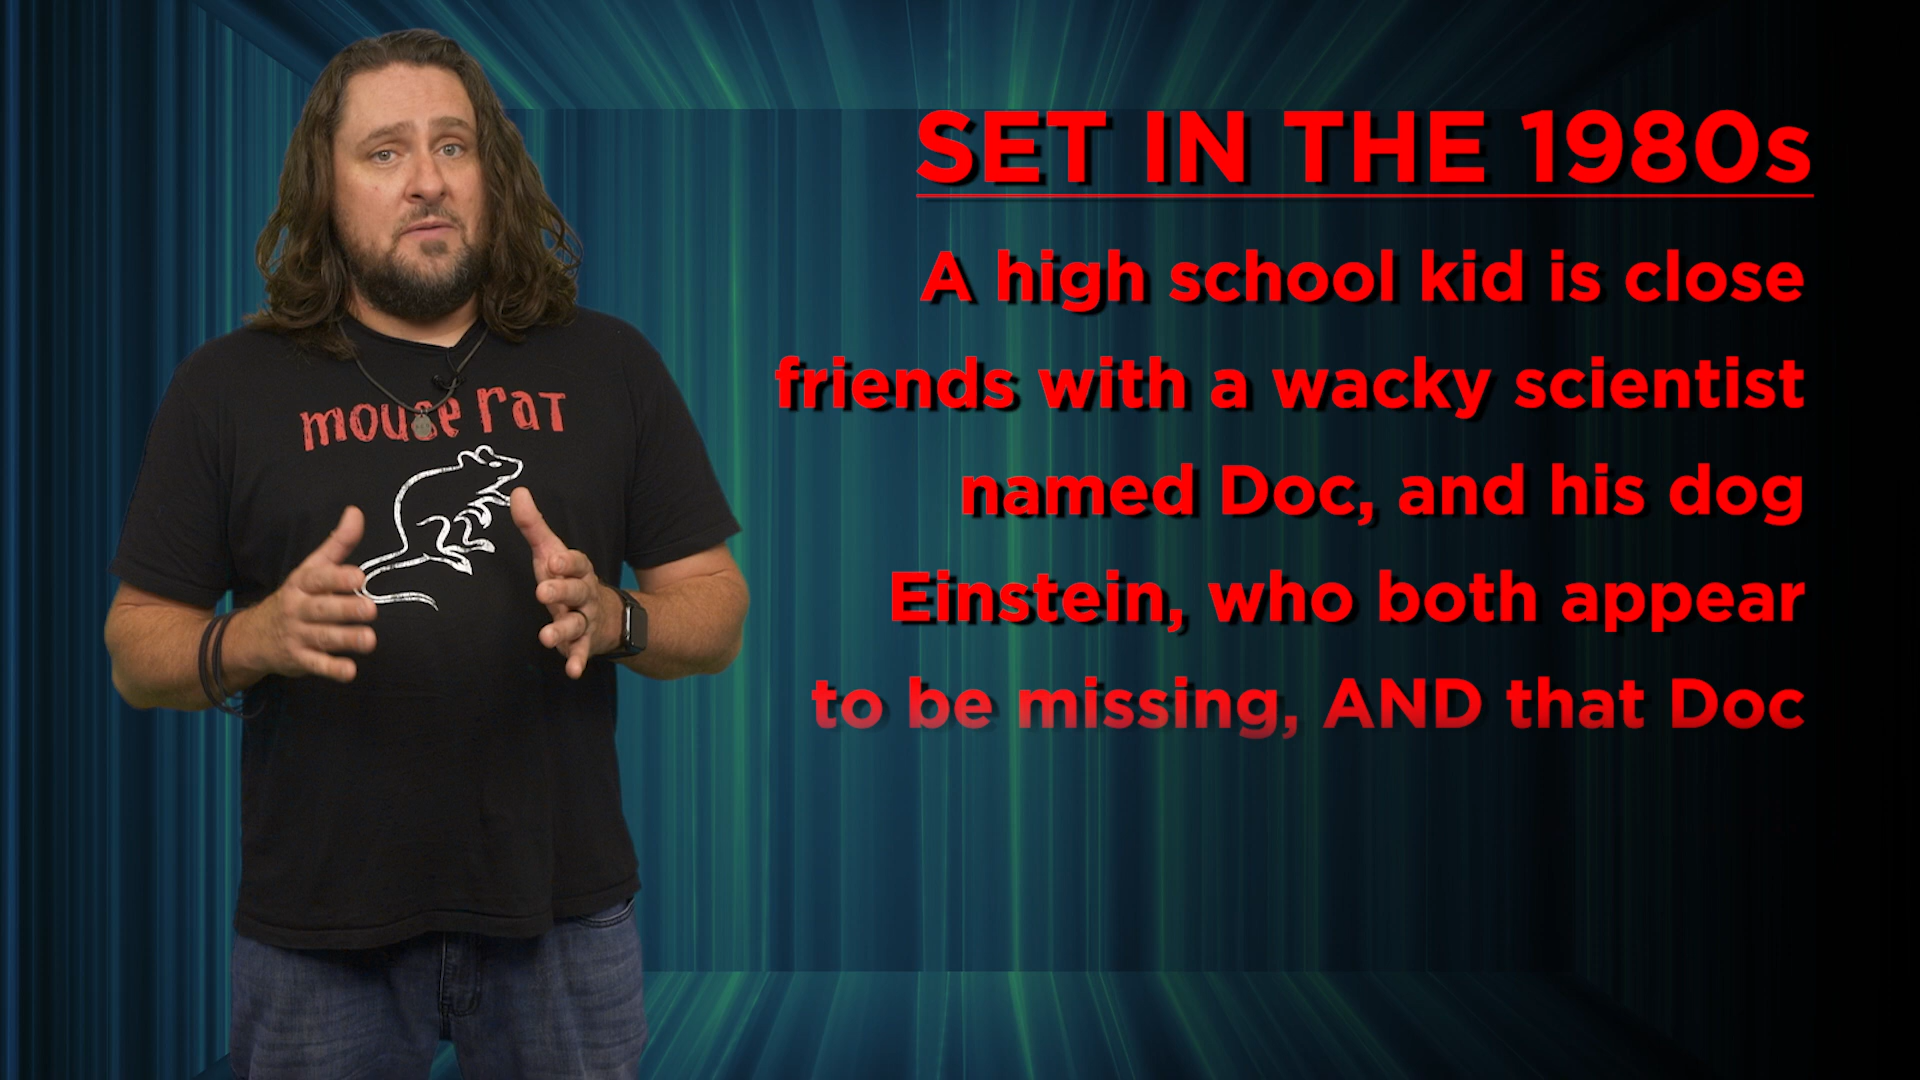 SET IN THE 1980s
A high school kid is close
friends with a wacky scientist
named Doc, and his dog
Einstein, who both appear
to be missing, AND that Doc
mouse rat